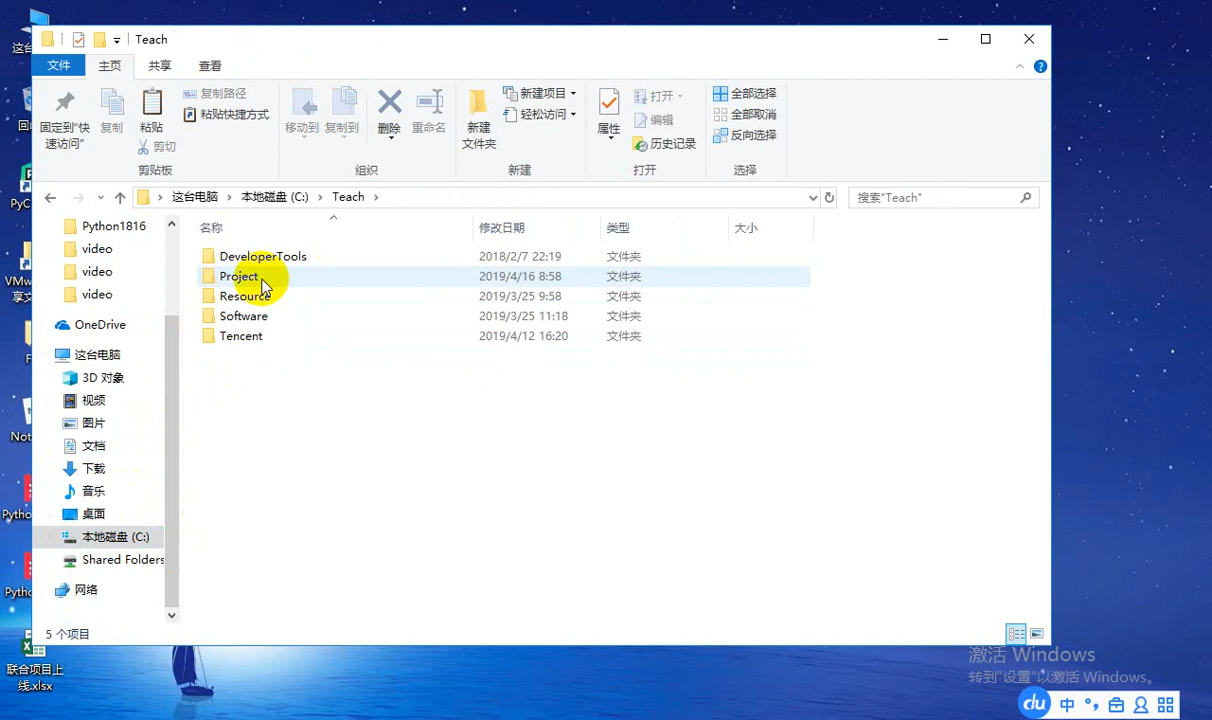 Teach
文件 主页 共享 查看
固定到"快速访问"
复制
粘贴
复制路径
粘贴快捷方式
剪切
剪贴板
移动到 复制到 删除 重命名
组织
新建文件夹
新建项目
轻松访问
新建
属性
打开
编辑
历史记录
打开
全部选择
全部取消
反向选择
选择
这台电脑 本地磁盘 (C:) Teach
搜索"Teach"
名称 修改日期 类型 大小
DeveloperTools 2018/2/7 22:19 文件夹
Project 2019/4/16 8:58 文件夹
Resource 2019/3/25 9:58 文件夹
Software 2019/3/25 11:18 文件夹
Tencent 2019/4/12 16:20 文件夹
Python1816
video
video
video
OneDrive
这台电脑
3D 对象
视频
图片
文档
下载
音乐
桌面
本地磁盘 (C:)
Shared Folders
网络
5 个项目
联合项目上线.xlsx
激活 Windows
转到"设置"以激活 Windows。
du 中